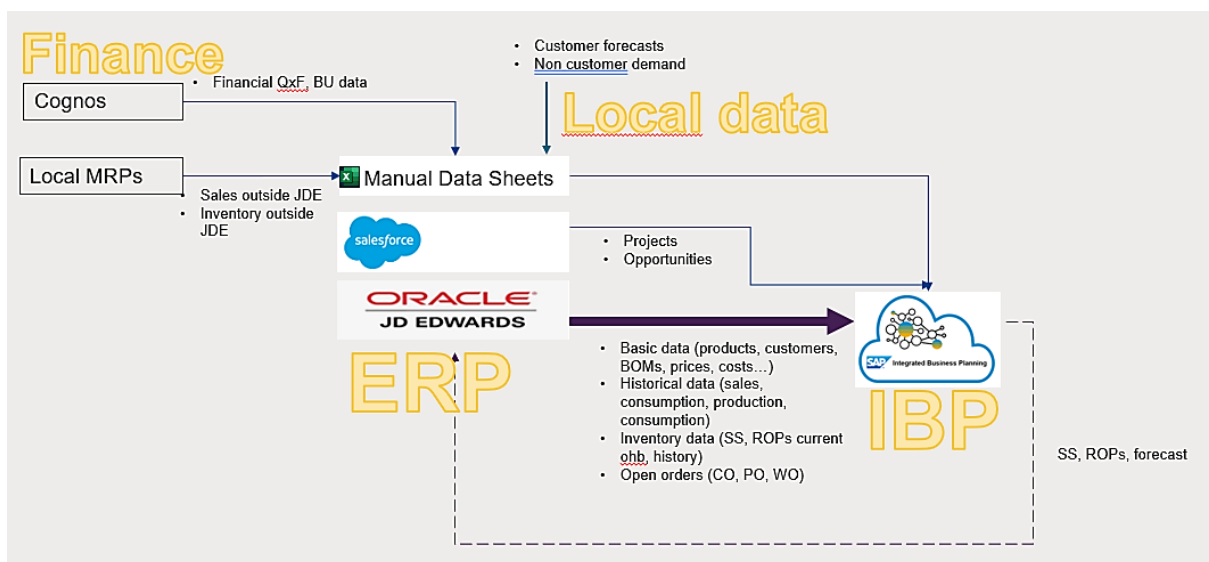 Finance
Cognos
• Financial QxF, BU data
• Customer forecasts
• Non customer demand
Local data
Local MRPs
• Sales outside JDE
• Inventory outside
JDE
Manual Data Sheets
salesforce
• Projects
• Opportunities
ORACLE
JD EDWARDS
ERP
• Basic data (products, customers,
BOMs, prices, costs...)
• Historical data (sales,
consumption, production,
consumption)
• Inventory data (SS, ROPs current
ohb, history)
• Open orders (CO, PO, WO)
SAP Integrated Business Planning
IBP
SS, ROPs, forecast